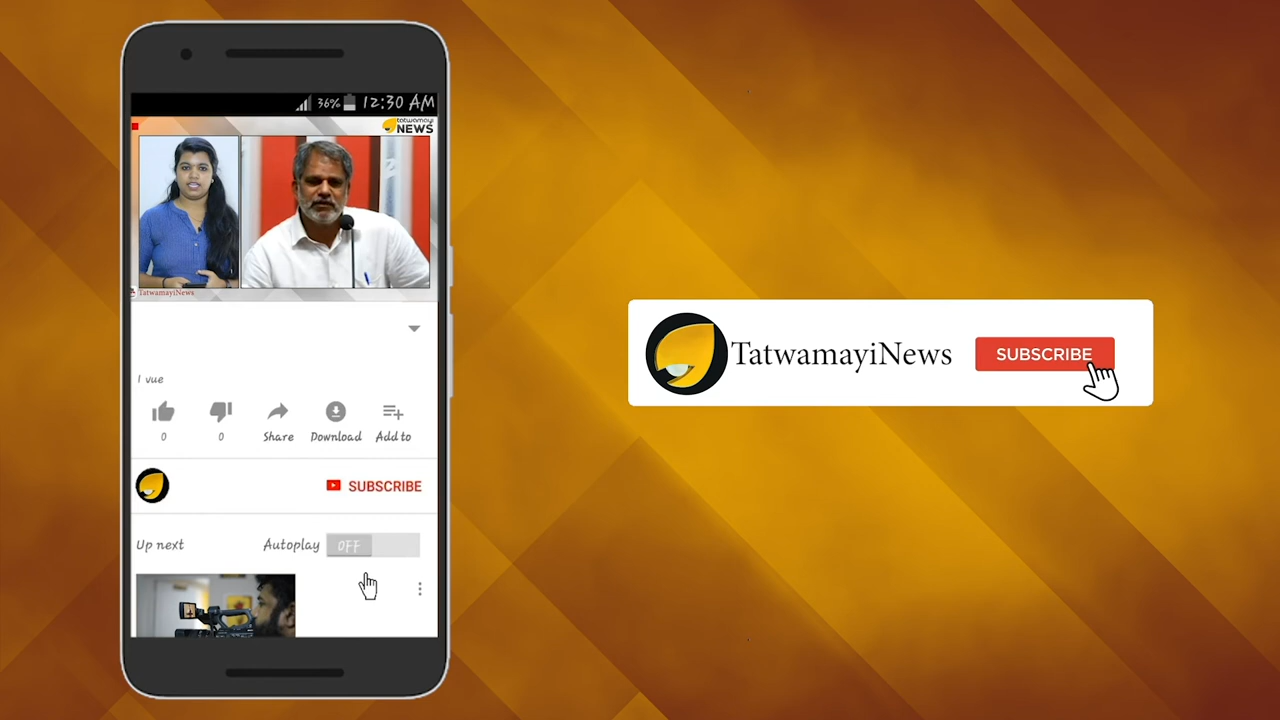 36% 12:30 AM
tatwamayi
NEWS
TatwamayiNews
1 vue
0 0 Share Download Add to
SUBSCRIBE
Up next Autoplay OFF
TatwamayiNews SUBSCRIBE